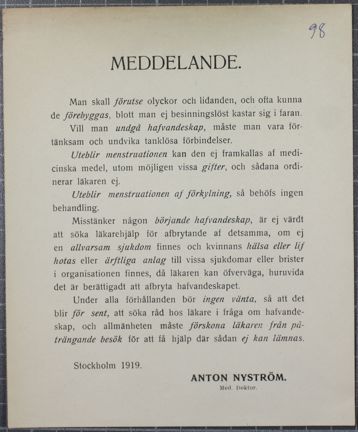 98
MEDDELANDE.
Man skall förutse olyckor och lidanden, och ofta kunna
de förebyggas, blott man ej besinningslöst kastar sig i faran.
Vill man undgå hafvandeskap, måste man vara för-
tänksam och undvika tanklösa förbindelser.
Uteblir menstruationen kan den ej framkallas af medi-
cinska medel, utom möjligen vissa gifter, och sådana ordi-
nerar läkaren ej.
Uteblir menstruationen af förkylning, så behöfs ingen
behandling.
Misstänker någon börjande hafvandeskap, är ej värdt
att söka läkarehjälp för afbrytande af detsamma, om ej
en allvarsam sjukdom finnes och kvinnans hälsa eller lif
hotas eller ärftliga anlag till vissa sjukdomar eller brister
i organisationen finnes, då läkaren kan öfverväga, huruvida
det är berättigadt att afbryta hafvandeskapet.
Under alla förhållanden bör ingen vänta, så att det
blir för sent, att söka råd hos läkare i fråga om hafvande-
skap, och allmänheten måste förskona läkaren från på-
trängande besök för att få hjälp där sådan ej kan lämnas.
Stockholm 1919.
ANTON NYSTRÖM.
Med. Doktor.